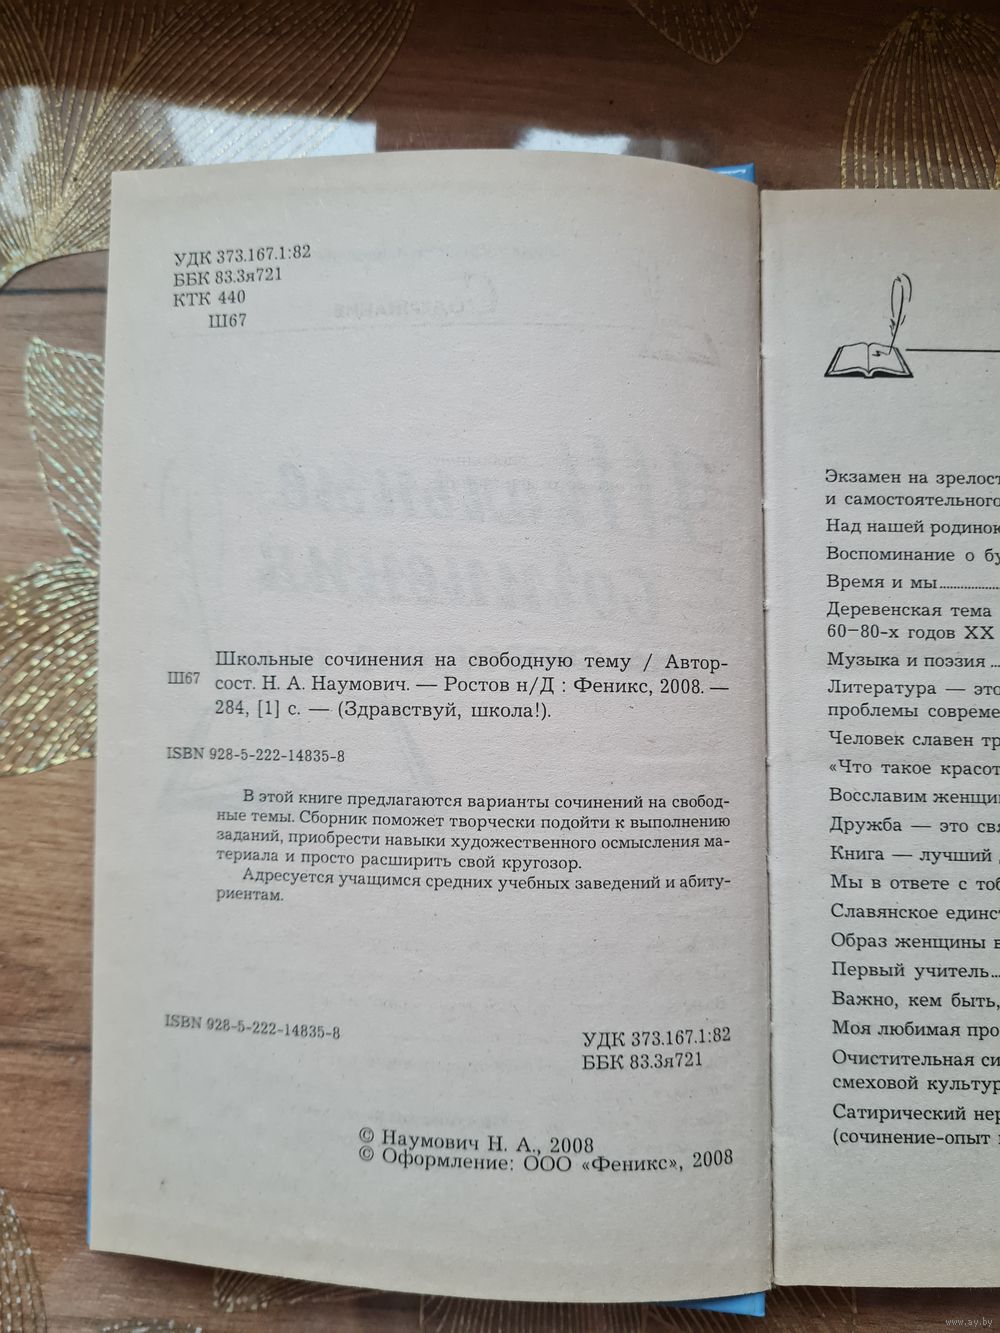 УДК 373.167.1:82
ББК 83.3я721
КТК 440
Ш67
Школьные сочинения на свободную тему / Автор-
Ш67 сост. Н. А. Наумович. — Ростов н/Д : Феникс, 2008. —
284, [1] с. — (Здравствуй, школа!).
ISBN 928-5-222-14835-8
В этой книге предлагаются варианты сочинений на свобод-
ные темы. Сборник поможет творчески подойти к выполнению
заданий, приобрести навыки художественного осмысления ма-
териала и просто расширить свой кругозор.
Адресуется учащимся средних учебных заведений и абиту-
риентам.
ISBN 928-5-222-14835-8
УДК 373.167.1:82
ББК 83.3я721
© Наумович Н. А., 2008
© Оформление: ООО «Феникс», 2008
Экзамен на зрелост
и самостоятельного
Над нашей родиною
Воспоминание о бу
Время и мы
Деревенская тема
60—80-х годов XX
Музыка и поэзия
Литература — это
проблемы совреме
Человек славен тр
«Что такое красот
Восславим женщин
Дружба — это свя
Книга — лучший д
Мы в ответе с тоб
Славянское единст
Образ женщины в
Первый учитель
Важно, кем быть,
Моя любимая про
Очистительная си
смеховой культур
Сатирический нер
(сочинение-опыт
www.ay.by